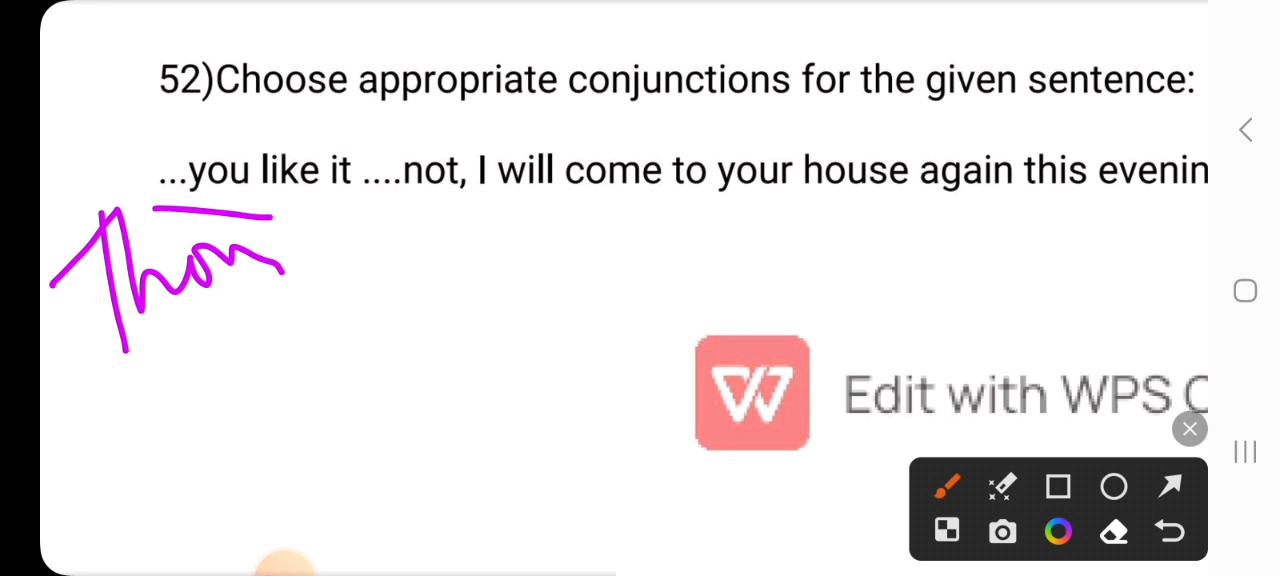 52)Choose appropriate conjunctions for the given sentence:
...you like it ....not, I will come to your house again this evenin
Thou
Edit with WPS